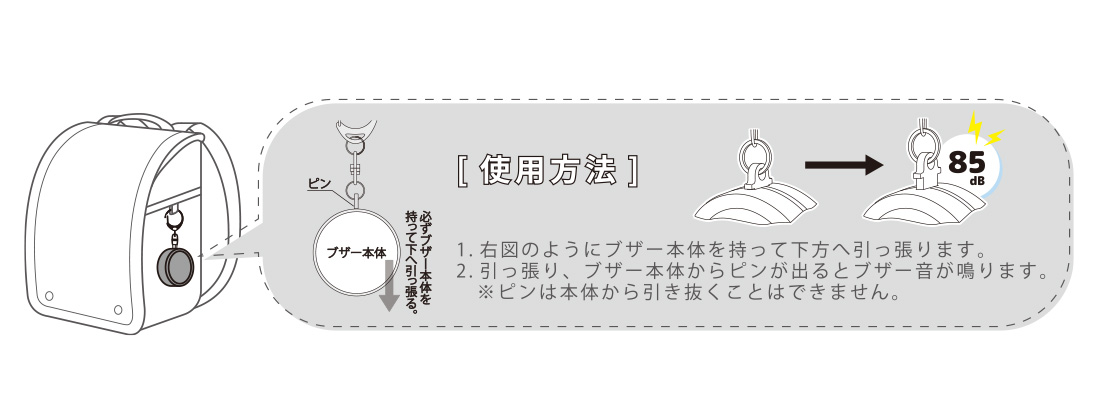 ピン
ブザー本体
必ずブザー本体を
持って下へ引っ張る。
[ 使用方法 ]
85
dB
1. 右図のようにブザー本体を持って下方へ引っ張ります。
2. 引っ張り、ブザー本体からピンが出るとブザー音が鳴ります。
※ピンは本体から引き抜くことはできません。